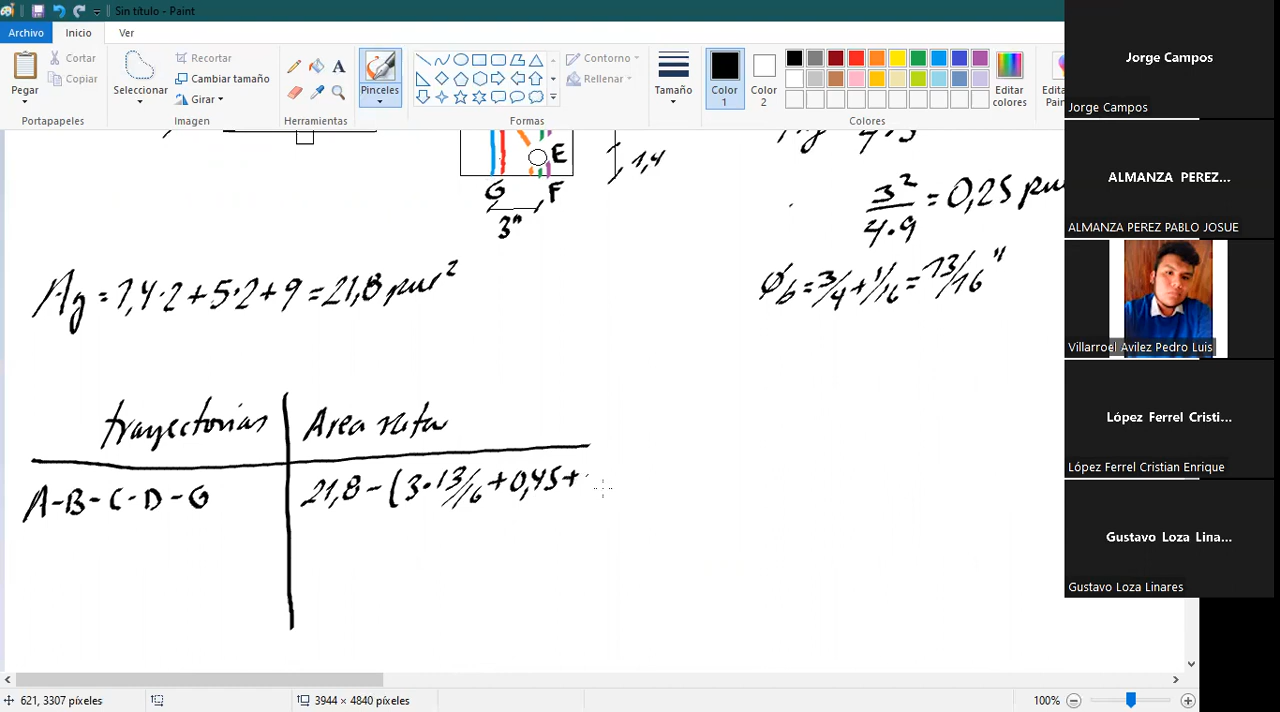 Sin título - Paint
Archivo
Inicio
Ver
Pegar
Cortar
Copiar
Portapapeles
Seleccionar
Recortar
Cambiar tamaño
Girar
Imagen
A
Herramientas
Pinceles
Contorno
Rellenar
Formas
Tamaño
Color 1
Color 2
Editar colores
Colores
E
1,4
G F
3"
4·9
3²/4·9 = 0,25
Ag = 1,4·2 + 5·2 + 9 = 21,8 pul²
ϕb = 3/4 + 1/16 = 13/16"
trayectorias
Area neta
A-B-C-D-G
21,8 - (3·13/16 + 0,45 +
Jorge Campos
Jorge Campos
ALMANZA PEREZ...
ALMANZA PEREZ PABLO JOSUE
Villarroel Avilez Pedro Luis
López Ferrel Cristi...
López Ferrel Cristian Enrique
Gustavo Loza Lina...
Gustavo Loza Linares
621, 3307 píxeles
3944 × 4840 píxeles
100%